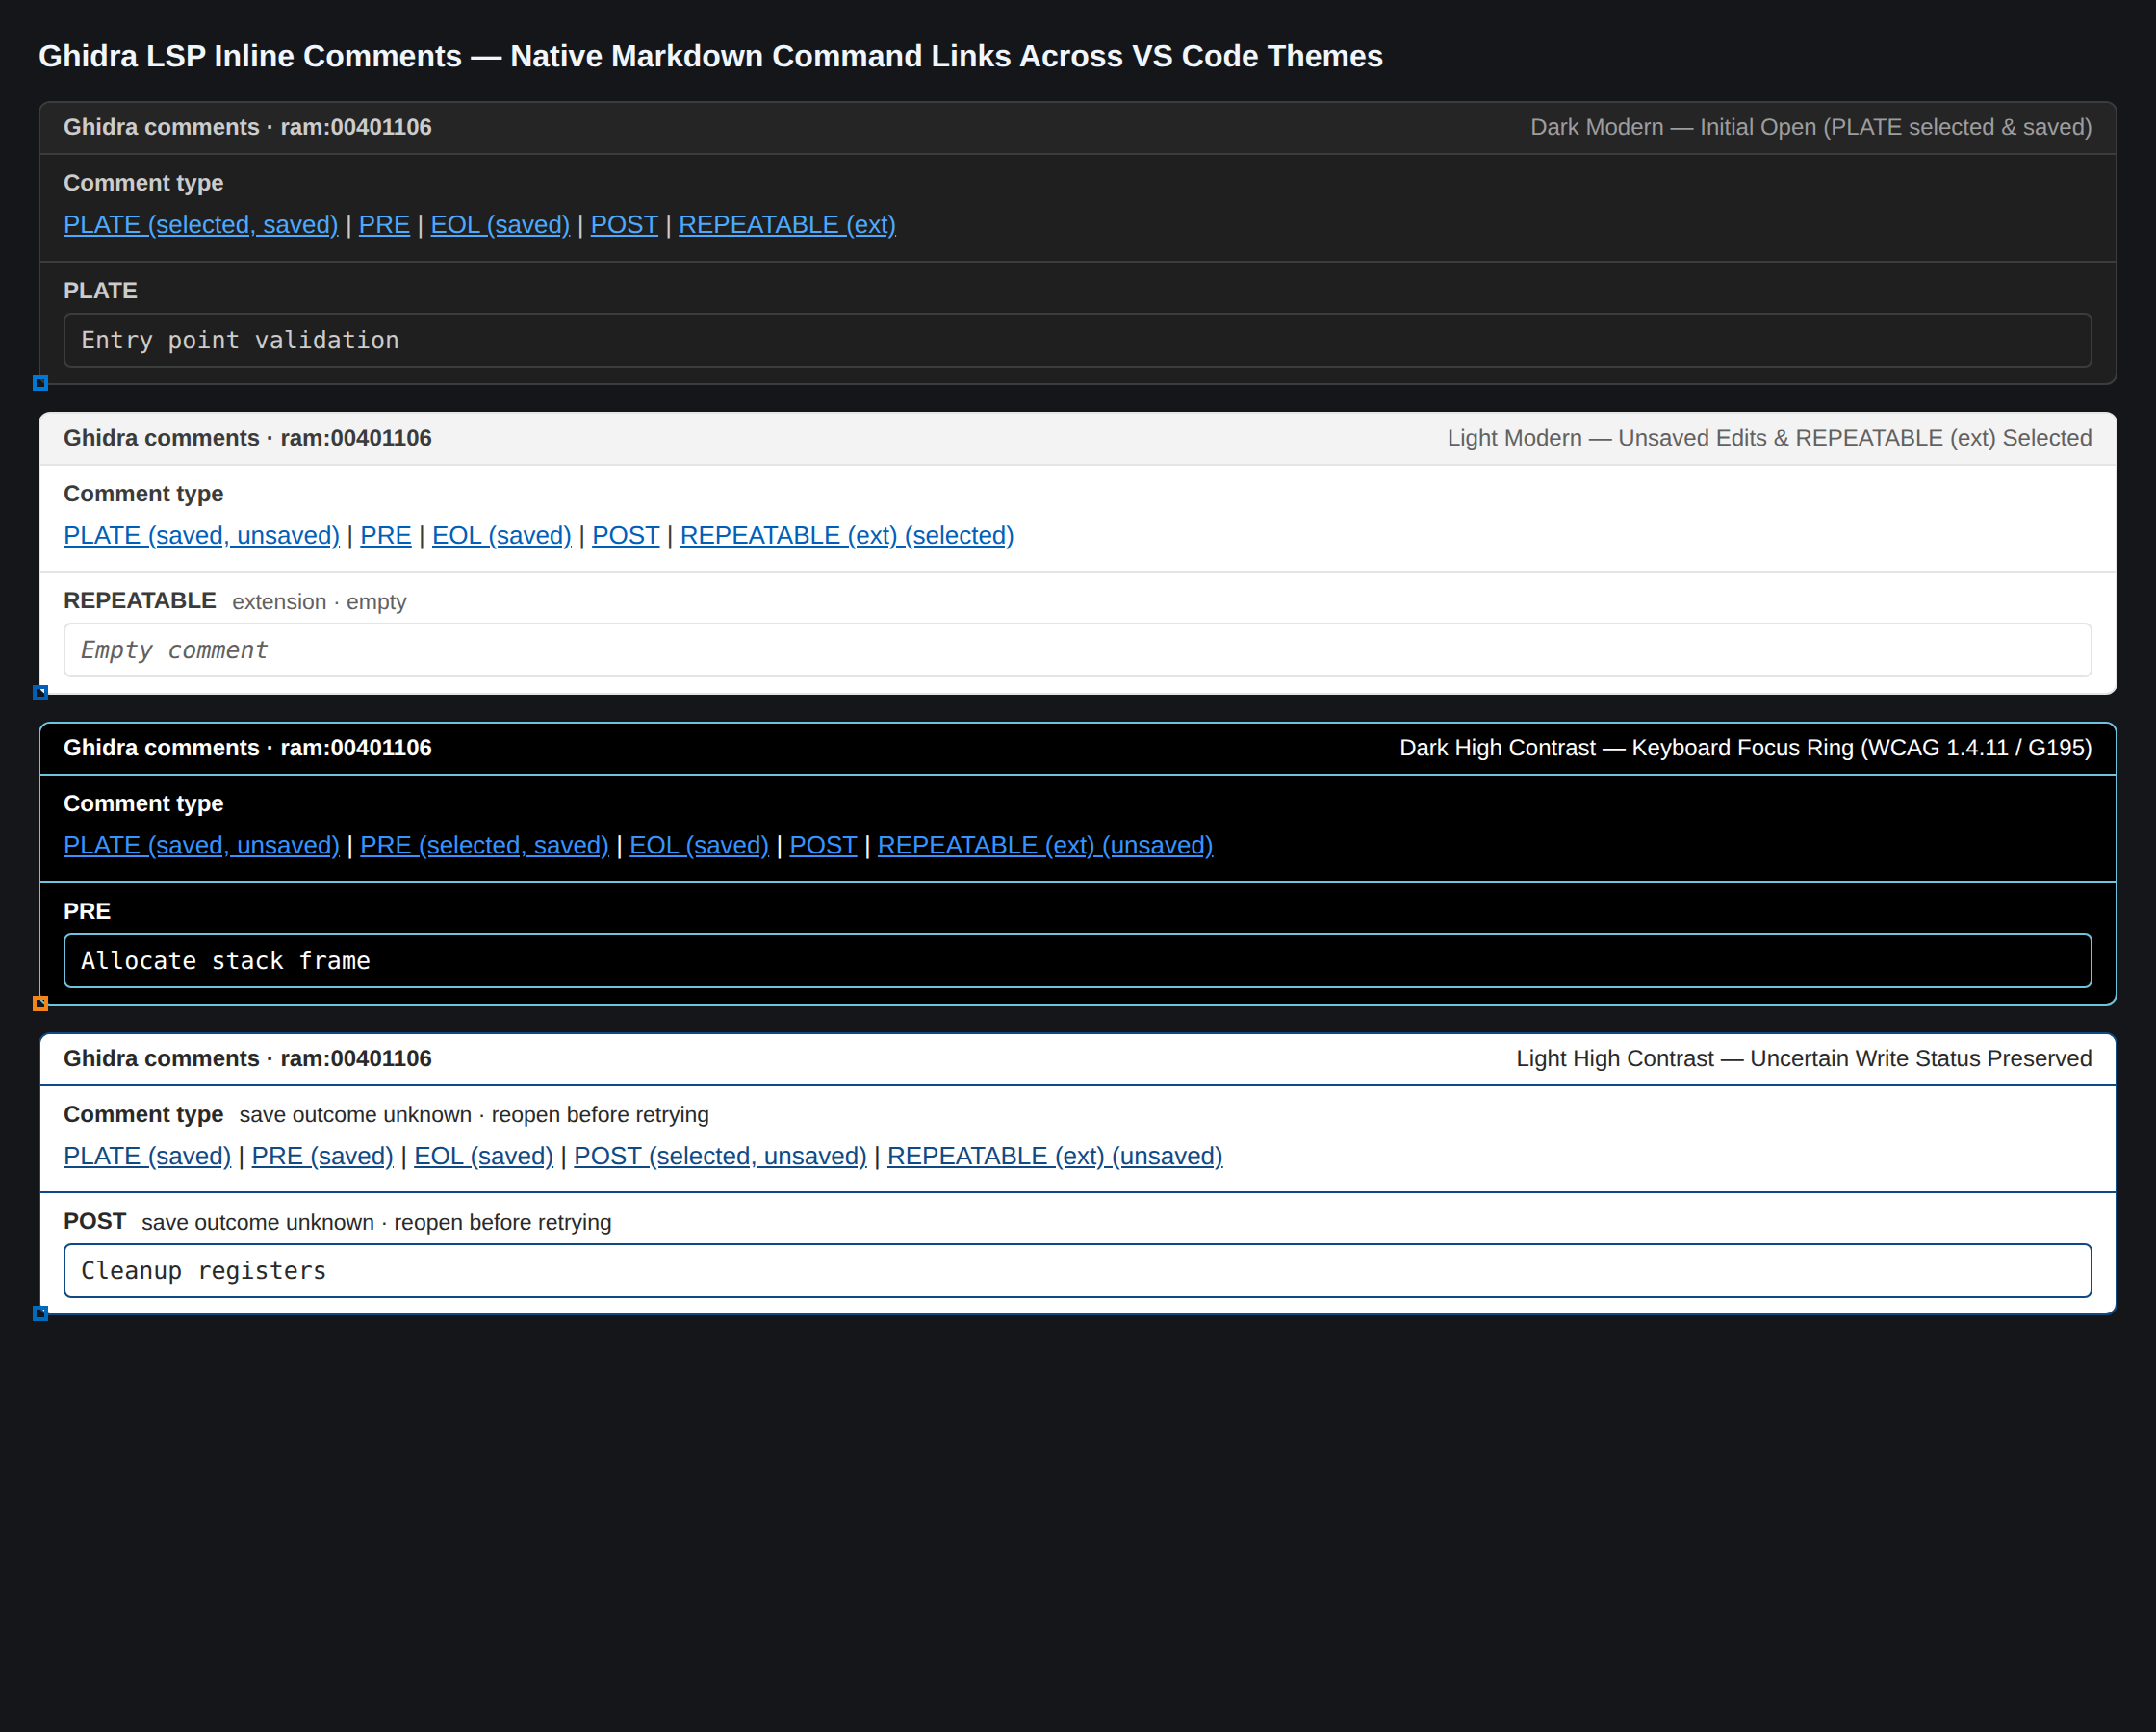 Ghidra LSP Inline Comments — Native Markdown Command Links Across VS Code Themes
Ghidra comments · ram:00401106 Dark Modern — Initial Open (PLATE selected & saved)
Comment type
PLATE (selected, saved) | PRE | EOL (saved) | POST | REPEATABLE (ext)
PLATE
Entry point validation
Ghidra comments · ram:00401106 Light Modern — Unsaved Edits & REPEATABLE (ext) Selected
Comment type
PLATE (saved, unsaved) | PRE | EOL (saved) | POST | REPEATABLE (ext) (selected)
REPEATABLE extension · empty
Empty comment
Ghidra comments · ram:00401106 Dark High Contrast — Keyboard Focus Ring (WCAG 1.4.11 / G195)
Comment type
PLATE (saved, unsaved) | PRE (selected, saved) | EOL (saved) | POST | REPEATABLE (ext) (unsaved)
PRE
Allocate stack frame
Ghidra comments · ram:00401106 Light High Contrast — Uncertain Write Status Preserved
Comment type save outcome unknown · reopen before retrying
PLATE (saved) | PRE (saved) | EOL (saved) | POST (selected, unsaved) | REPEATABLE (ext) (unsaved)
POST save outcome unknown · reopen before retrying
Cleanup registers